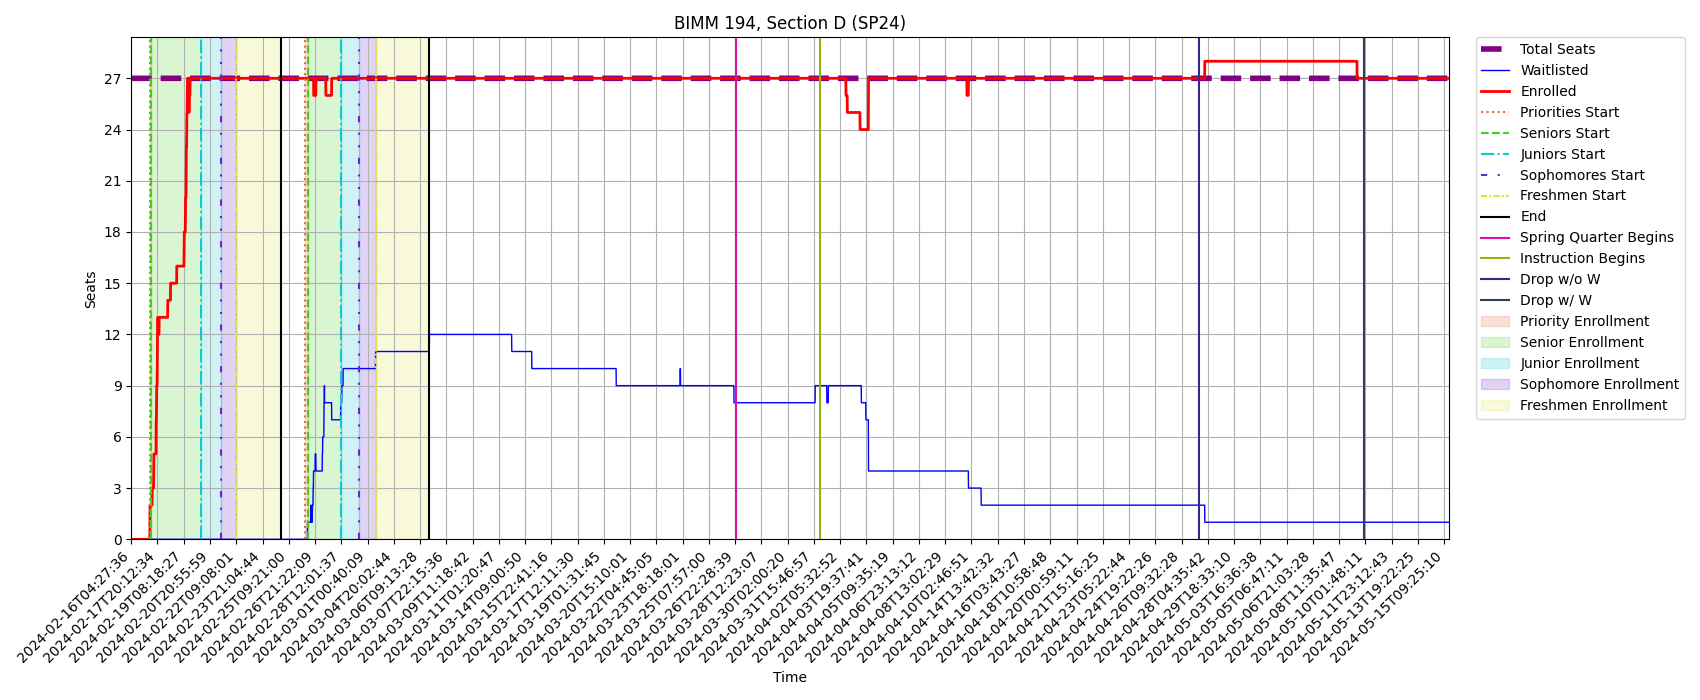 BIMM 194, Section D (SP24)
Seats
27
24
21
18
15
12
9
6
3
0
2024-02-16T04:27:36
2024-02-17T20:12:34
2024-02-19T08:18:27
2024-02-20T20:55:59
2024-02-22T09:08:01
2024-02-23T21:04:44
2024-02-25T09:21:00
2024-02-26T21:22:09
2024-02-28T12:01:37
2024-03-01T00:40:09
2024-03-04T02:02:44
2024-03-06T09:13:28
2024-03-07T22:15:36
2024-03-11T01:18:42
2024-03-12T11:20:47
2024-03-14T09:00:50
2024-03-15T22:41:16
2024-03-17T12:11:30
2024-03-19T01:31:45
2024-03-20T15:10:01
2024-03-22T04:45:05
2024-03-23T18:18:01
2024-03-25T07:57:00
2024-03-26T22:28:39
2024-03-28T12:23:07
2024-03-30T02:00:20
2024-03-31T15:46:57
2024-04-02T05:32:52
2024-04-03T19:37:41
2024-04-05T09:35:19
2024-04-06T23:13:12
2024-04-08T13:02:29
2024-04-10T02:46:51
2024-04-14T13:42:32
2024-04-16T03:43:27
2024-04-18T10:58:48
2024-04-20T00:59:11
2024-04-21T15:16:25
2024-04-23T05:22:44
2024-04-24T19:22:26
2024-04-26T09:32:28
2024-04-28T04:35:42
2024-04-29T18:33:10
2024-05-03T16:36:38
2024-05-05T06:47:11
2024-05-06T21:03:28
2024-05-08T11:35:47
2024-05-10T01:48:11
2024-05-11T23:12:43
2024-05-13T19:22:25
2024-05-15T09:25:10
Time
Total Seats
Waitlisted
Enrolled
Priorities Start
Seniors Start
Juniors Start
Sophomores Start
Freshmen Start
End
Spring Quarter Begins
Instruction Begins
Drop w/o W
Drop w/ W
Priority Enrollment
Senior Enrollment
Junior Enrollment
Sophomore Enrollment
Freshmen Enrollment